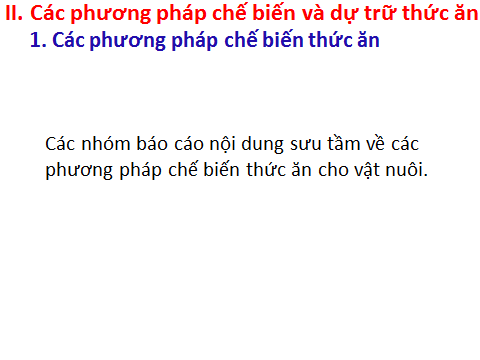 II. Các phương pháp chế biến và dự trữ thức ăn
1. Các phương pháp chế biến thức ăn
Các nhóm báo cáo nội dung sưu tầm về các
phương pháp chế biến thức ăn cho vật nuôi.